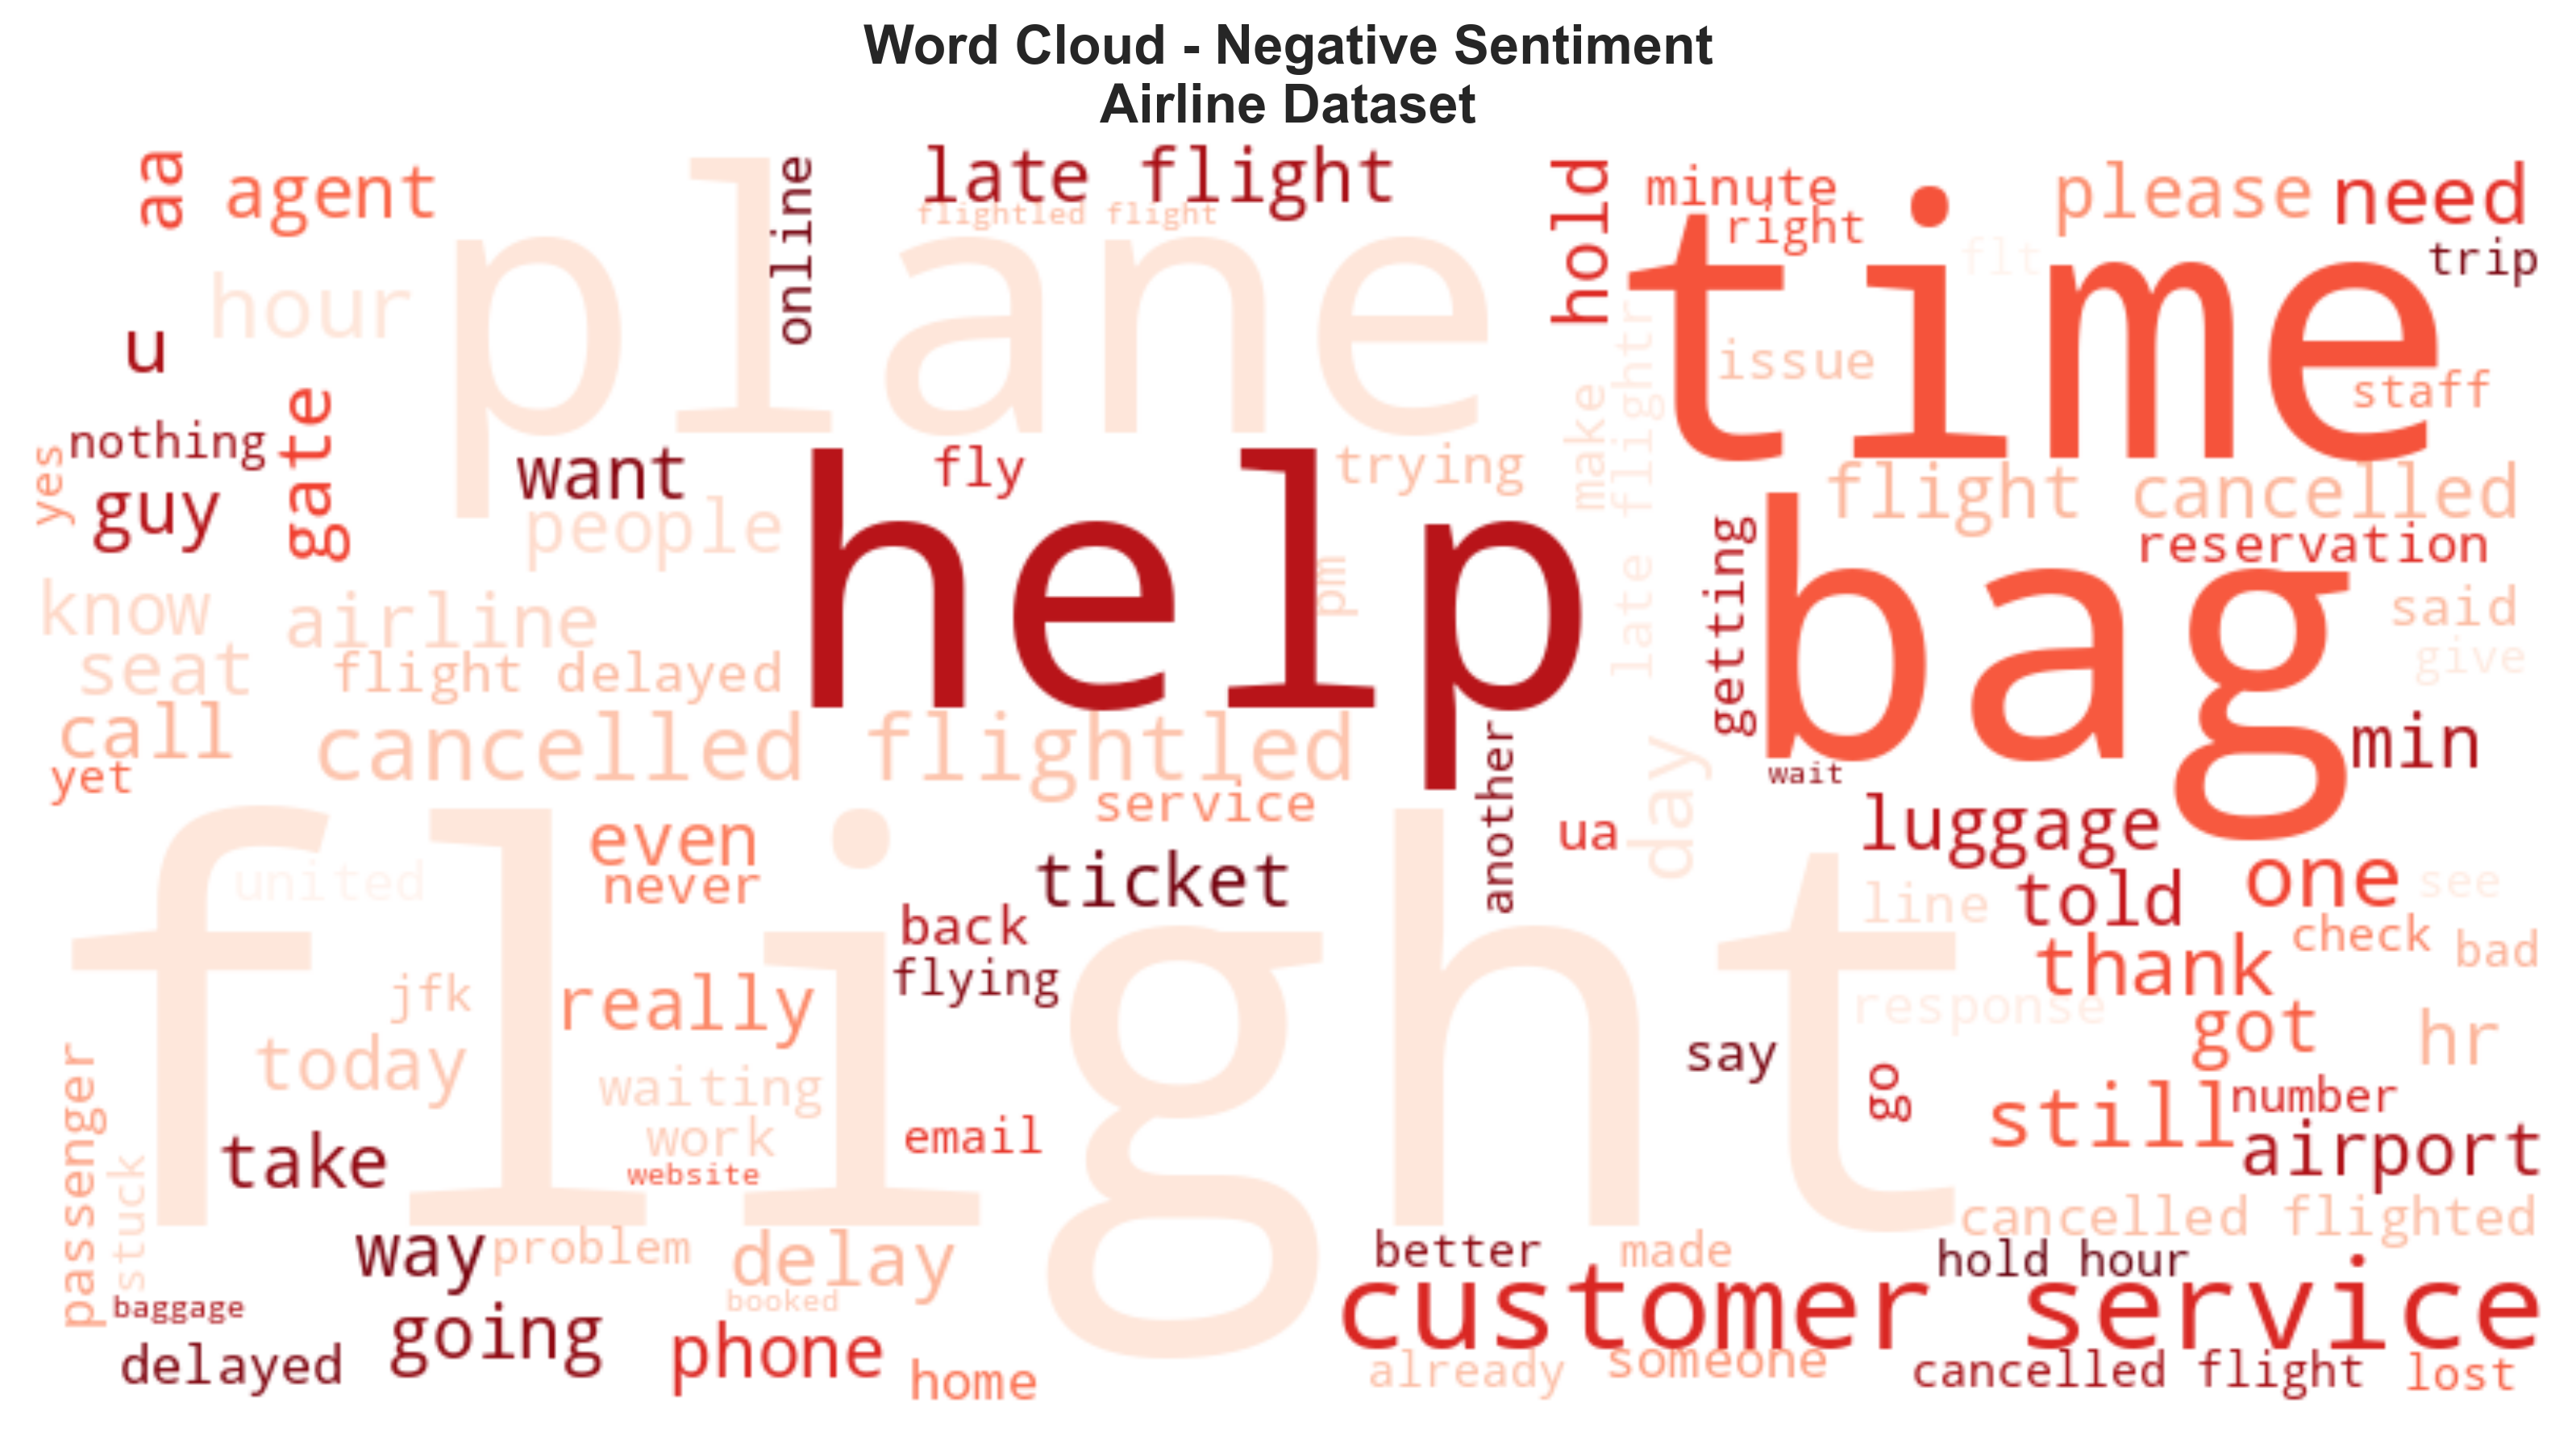 Word Cloud - Negative Sentiment
Airline Dataset
aa
agent
plane
online
late flight
flightled flight
hold
minute
right
time
please
need
flt
trip
hour
u
issue
staff
late flightr
make
gate
nothing
yes
guy
want
people
fly
trying
help
pm
flight cancelled
reservation
getting
bag
said
give
know
airline
seat
flight delayed
call
yet
cancelled flightled
service
another
day
wait
min
ua
luggage
flight
united
even
never
ticket
back
flying
line
told
one
see
check
bad
thank
jfk
really
response
got
hr
today
waiting
say
go
still
number
airport
passenger
stuck
take
work
website
email
cancelled flighted
way
problem
delay
booked
better
made
hold hour
customer service
baggage
delayed
going
phone
home
already
someone
cancelled flight
lost